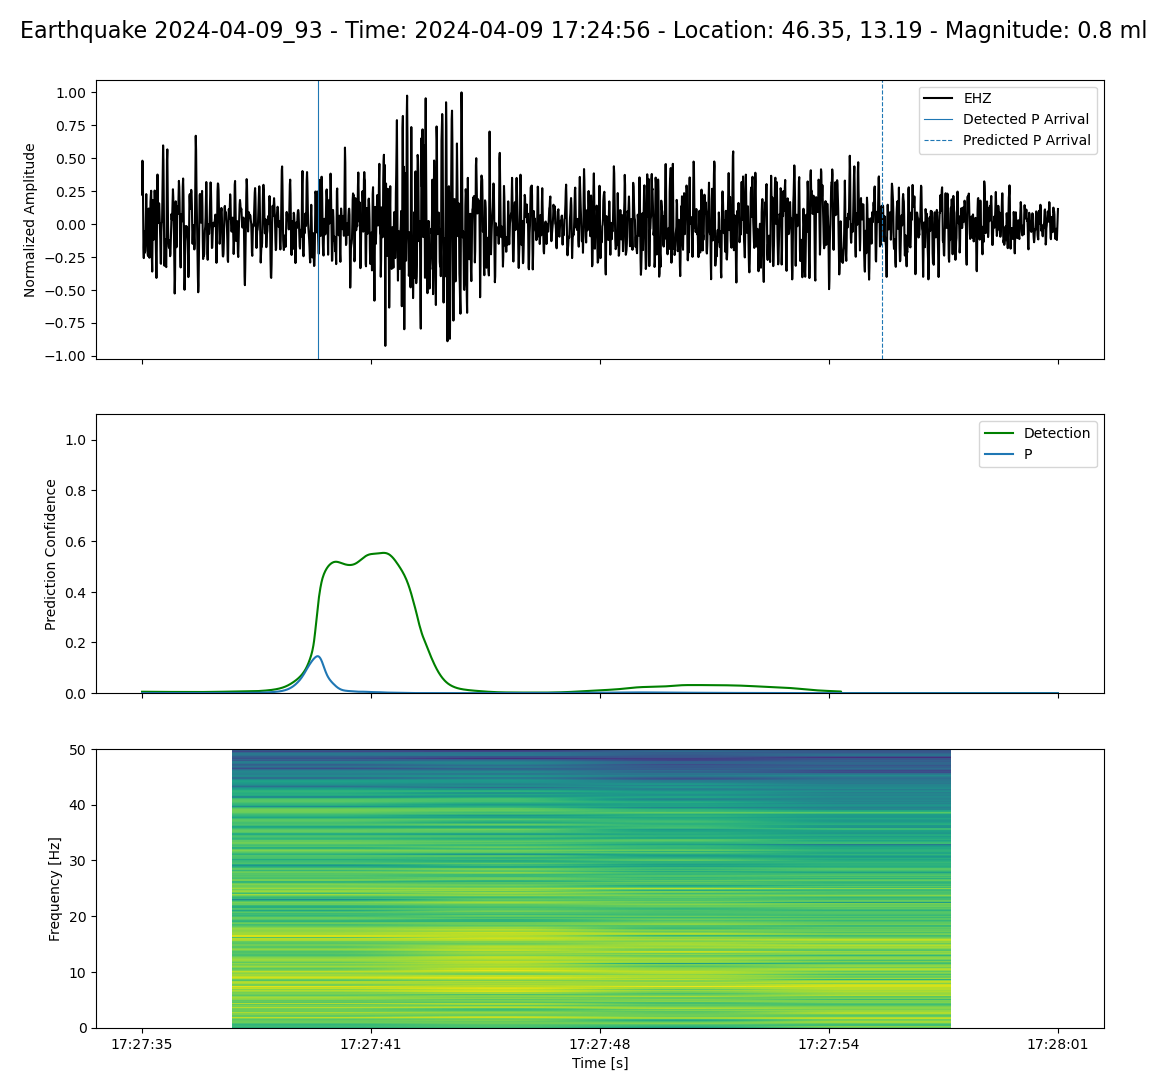 Earthquake 2024-04-09_93 - Time: 2024-04-09 17:24:56 - Location: 46.35, 13.19 - Magnitude: 0.8 ml
1.00
0.75
0.50
0.25
0.00
−0.25
−0.50
−0.75
−1.00
Normalized Amplitude
EHZ
Detected P Arrival
Predicted P Arrival
1.0
0.8
0.6
0.4
0.2
0.0
Prediction Confidence
Detection
P
50
40
30
20
10
0
Frequency [Hz]
17:27:35
17:27:41
17:27:48
17:27:54
17:28:01
Time [s]